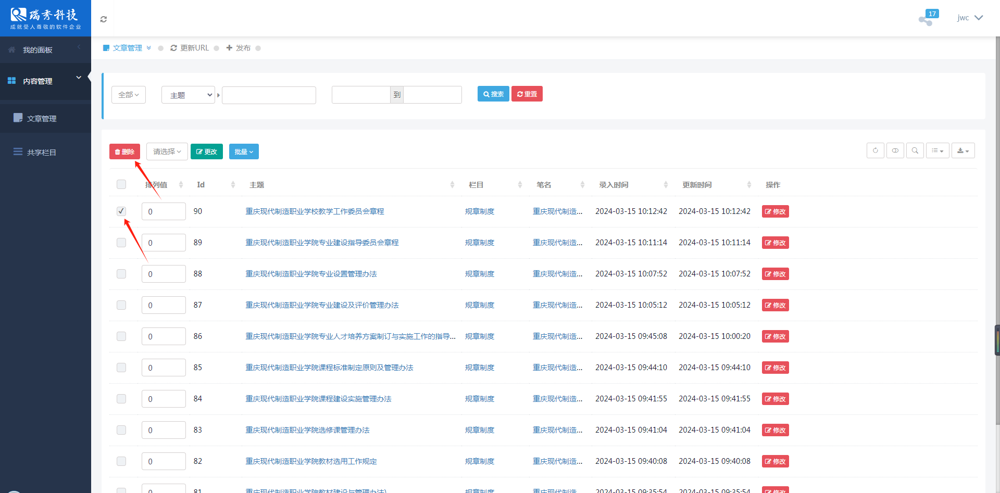 瑞秀科技
成就受人尊敬的软件企业
17
jwc
我的面板
文章管理 更新URL 发布
内容管理
全部 主题 到 搜索 重置
文章管理
共享栏目
删除 请选择 更改 批量
排列值 Id 主题 栏目 笔名 录入时间 更新时间 操作
0 90 重庆现代制造职业学校教学工作委员会章程 规章制度 重庆现代制造... 2024-03-15 10:12:42 2024-03-15 10:12:42 修改
0 89 重庆现代制造职业学院专业建设指导委员会章程 规章制度 重庆现代制造... 2024-03-15 10:11:14 2024-03-15 10:11:14 修改
0 88 重庆现代制造职业学院专业设置管理办法 规章制度 重庆现代制造... 2024-03-15 10:07:52 2024-03-15 10:07:52 修改
0 87 重庆现代制造职业学院专业建设及评价管理办法 规章制度 重庆现代制造... 2024-03-15 10:05:12 2024-03-15 10:05:12 修改
0 86 重庆现代制造职业学院专业人才培养方案制订与实施工作的指导... 规章制度 重庆现代制造... 2024-03-15 09:45:08 2024-03-15 10:00:20 修改
0 85 重庆现代制造职业学院课程标准制定原则及管理办法 规章制度 重庆现代制造... 2024-03-15 09:44:10 2024-03-15 09:44:10 修改
0 84 重庆现代制造职业学院课程建设实施管理办法 规章制度 重庆现代制造... 2024-03-15 09:41:55 2024-03-15 09:41:55 修改
0 83 重庆现代制造职业学院选修课管理办法 规章制度 重庆现代制造... 2024-03-15 09:41:04 2024-03-15 09:41:04 修改
0 82 重庆现代制造职业学院教材选用工作规定 规章制度 重庆现代制造... 2024-03-15 09:40:08 2024-03-15 09:40:08 修改
0 81 重庆现代制造职业学院教材建设与管理办法) 规章制度 重庆现代制造... 2024-03-15 09:35:54 2024-03-15 09:35:54 修改